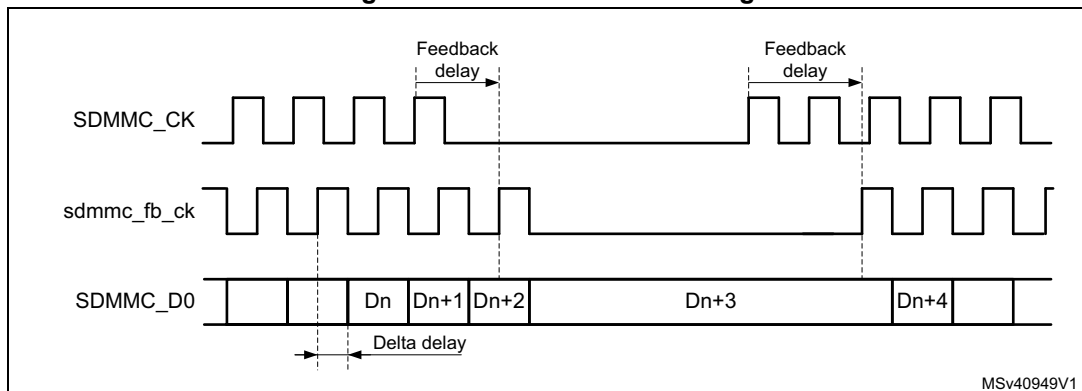 Feedback delay
Feedback delay
SDMMC_CK
sdmmc_fb_ck
SDMMC_D0
Dn
Dn+1
Dn+2
Dn+3
Dn+4
Delta delay
MSv40949V1